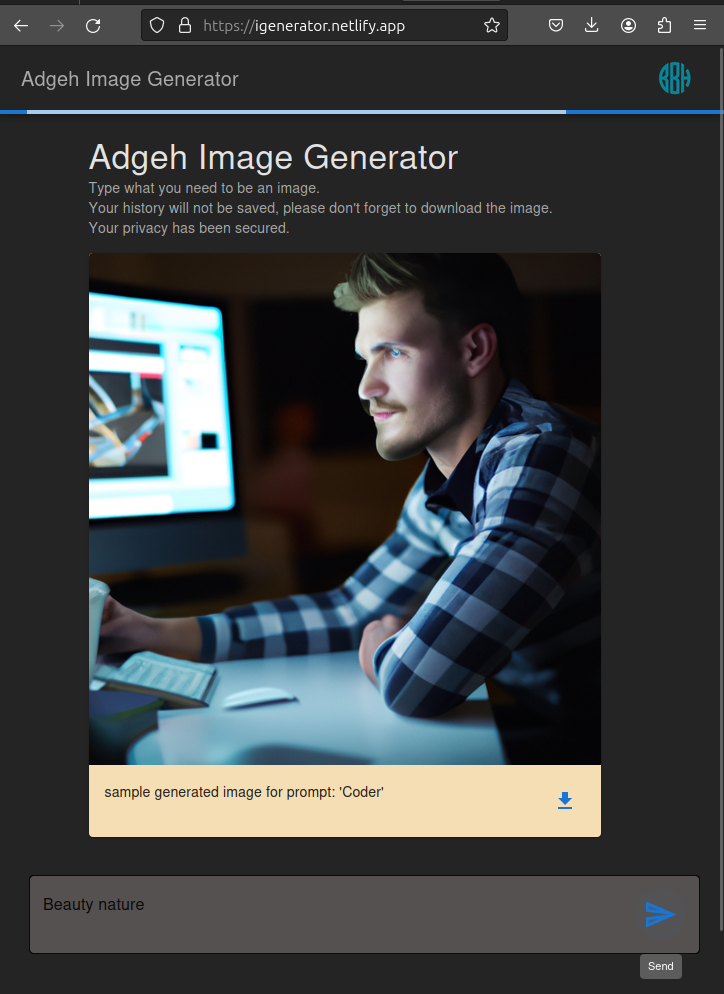 https://igenerator.netlify.app
Adgeh Image Generator
BBH
Adgeh Image Generator
Type what you need to be an image.
Your history will not be saved, please don't forget to download the image.
Your privacy has been secured.
sample generated image for prompt: 'Coder'
Beauty nature
Send